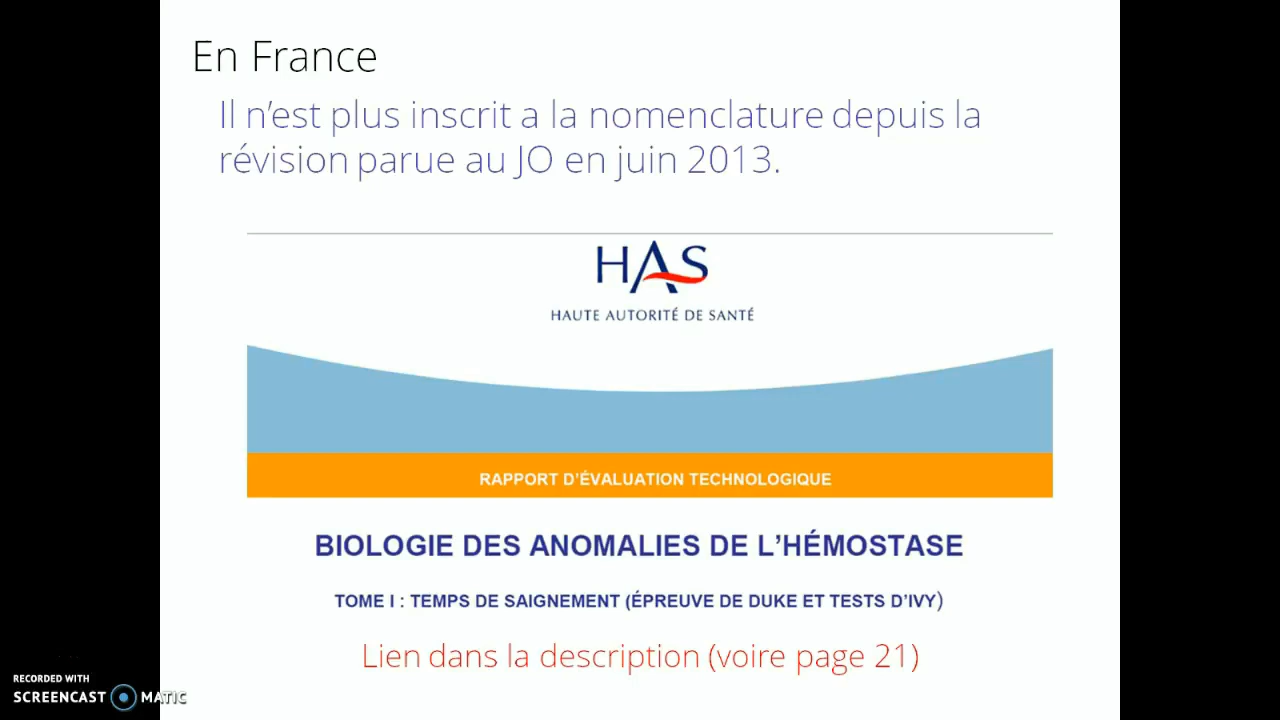 En France
Il n’est plus inscrit a la nomenclature depuis la
révision parue au JO en juin 2013.
HAS
HAUTE AUTORITÉ DE SANTÉ
RAPPORT D’ÉVALUATION TECHNOLOGIQUE
BIOLOGIE DES ANOMALIES DE L’HÉMOSTASE
TOME I : TEMPS DE SAIGNEMENT (ÉPREUVE DE DUKE ET TESTS D’IVY)
Lien dans la description (voire page 21)
RECORDED WITH
SCREENCAST MATIC